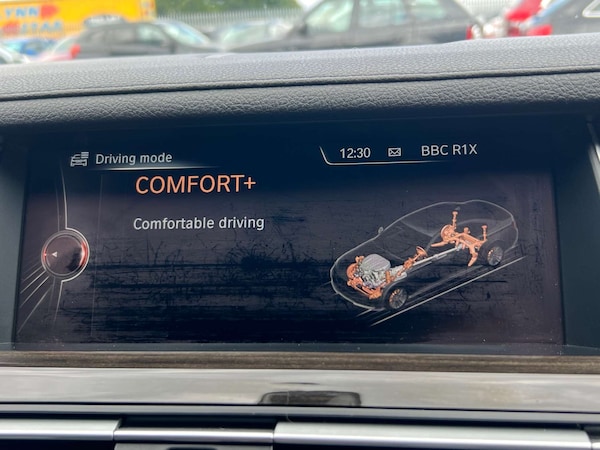 Driving mode
12:30 BBC R1X
COMFORT+
Comfortable driving